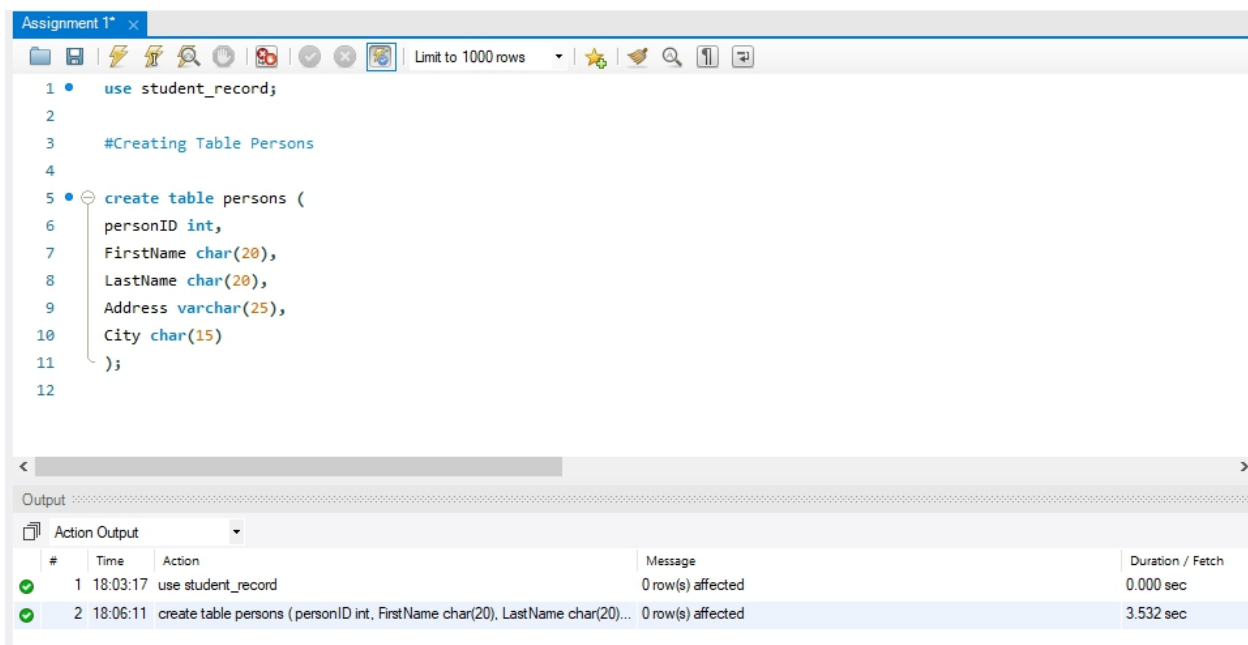 Assignment 1* ×
Limit to 1000 rows
1 use student_record;
2
3 #Creating Table Persons
4
5 create table persons (
6 personID int,
7 FirstName char(20),
8 LastName char(20),
9 Address varchar(25),
10 City char(15)
11 );
12
Output
Action Output
# Time Action Message Duration / Fetch
1 18:03:17 use student_record 0 row(s) affected 0.000 sec
2 18:06:11 create table persons ( personID int, FirstName char(20), LastName char(20)... 0 row(s) affected 3.532 sec